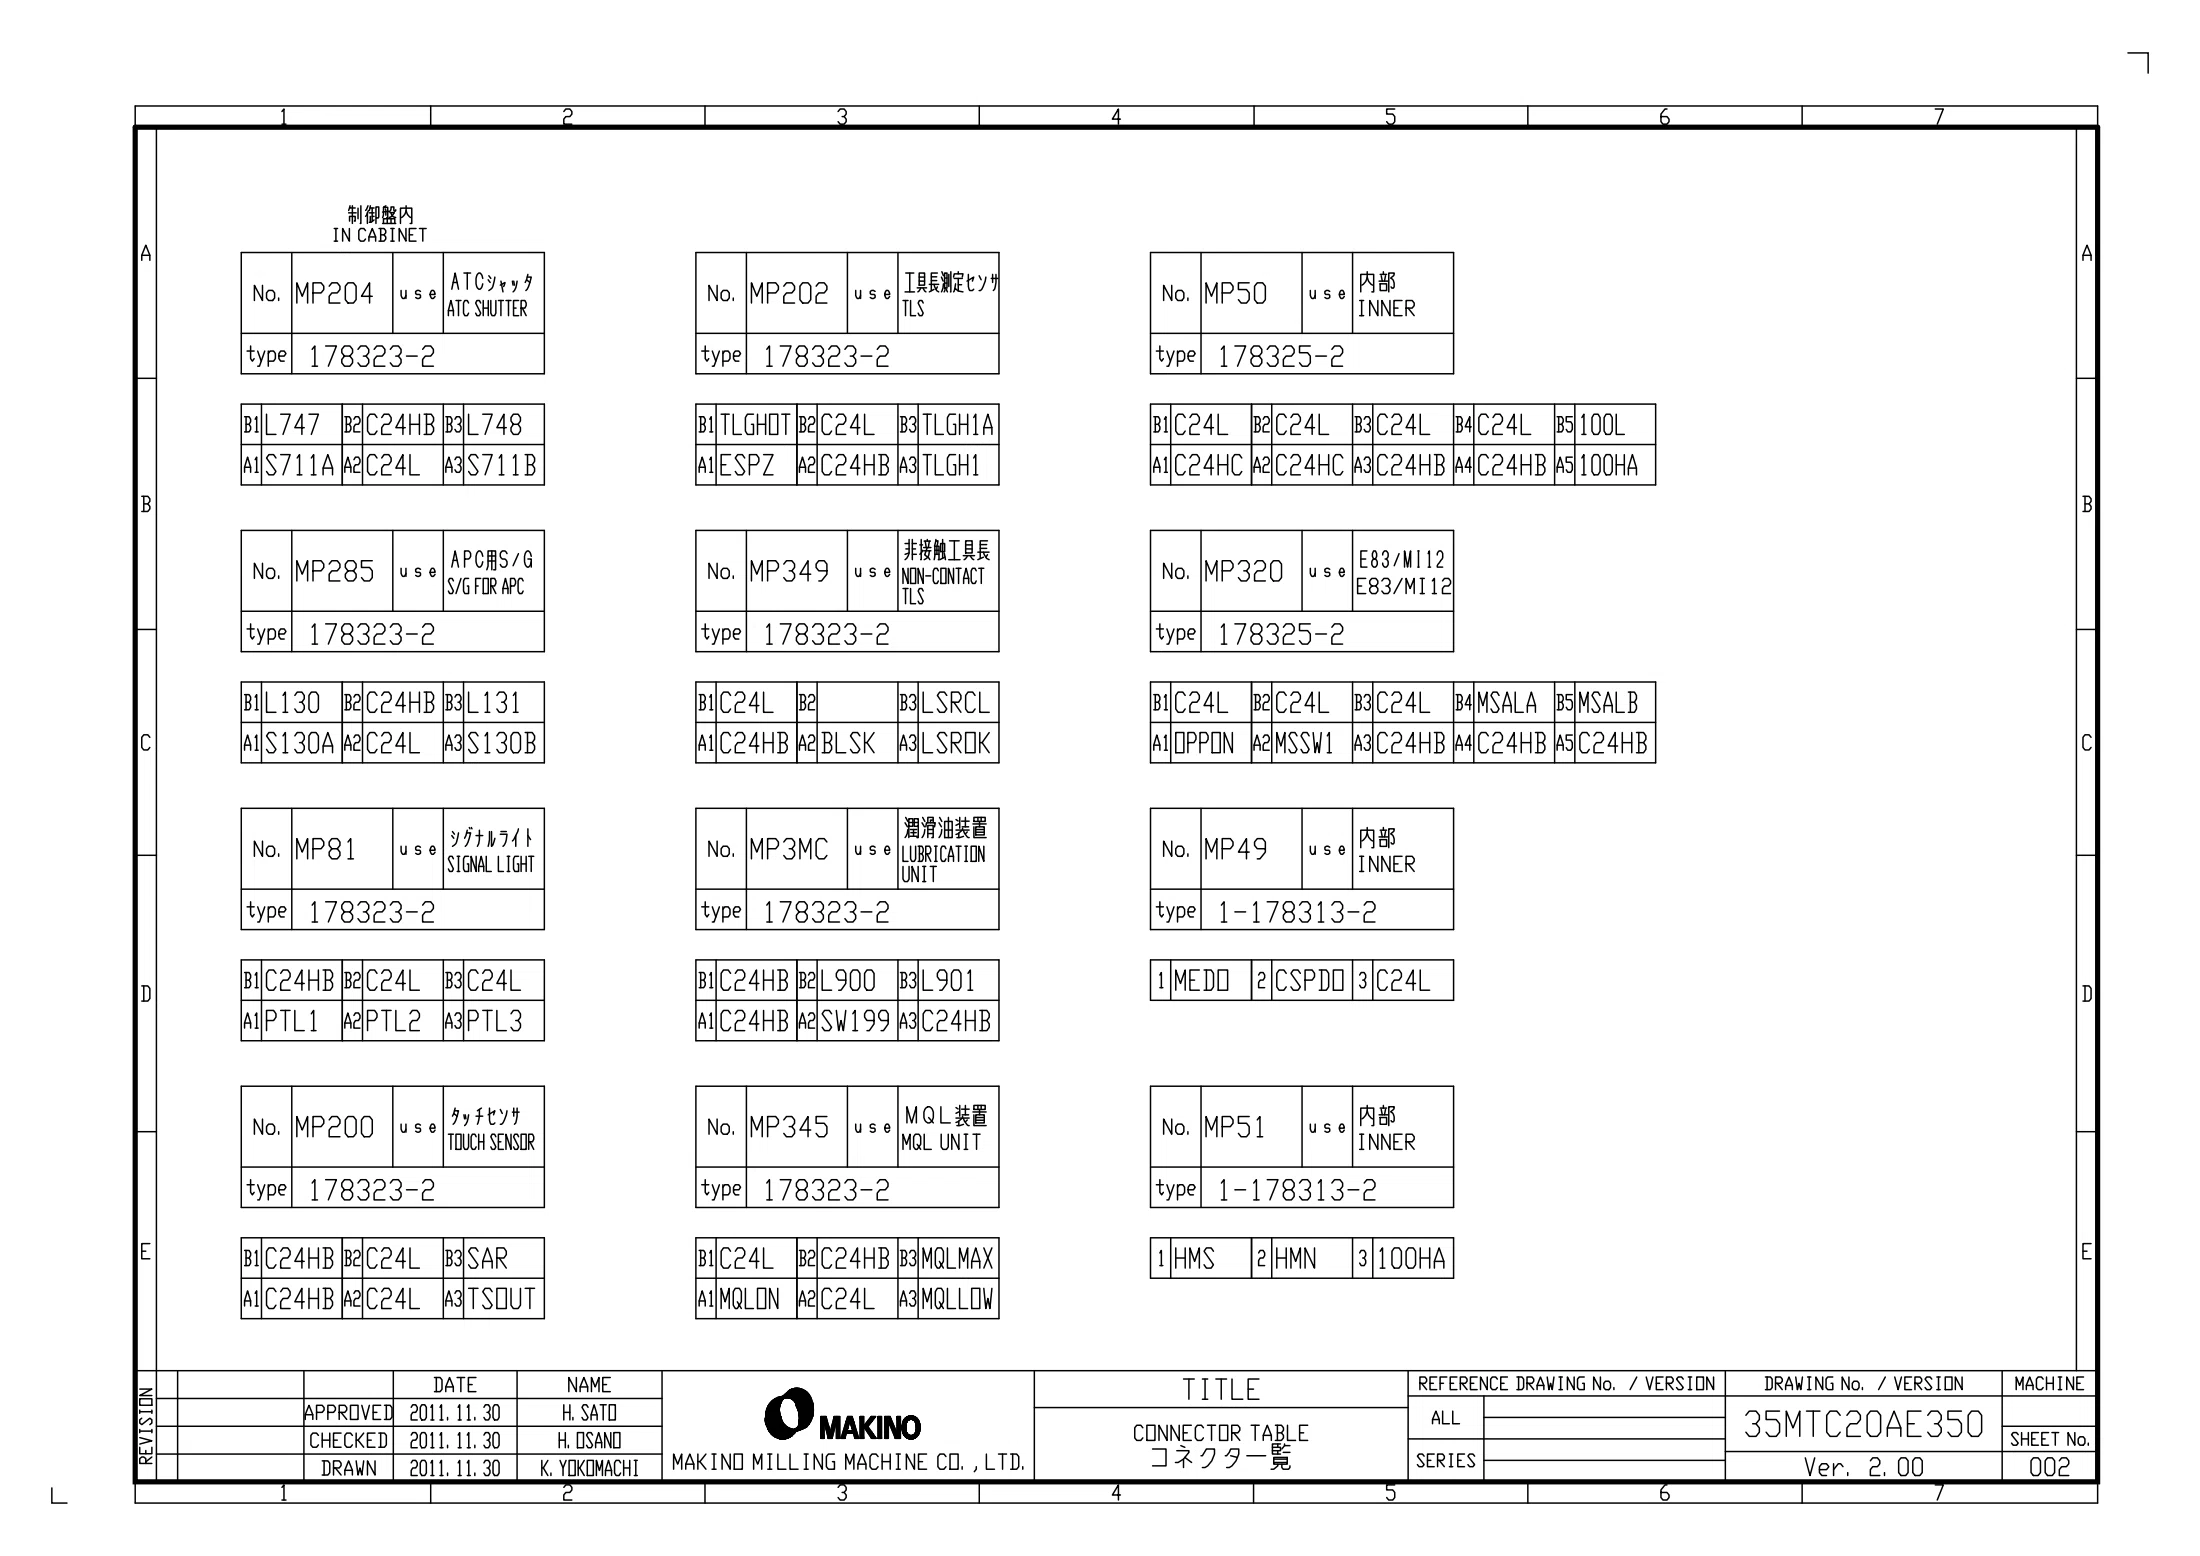 1 2 3 4 5 6 7
制御盤内
IN CABINET
A A
No. MP204 use ATCシャッタ
ATC SHUTTER
type 178323-2
B1 L747 B2 C24HB B3 L748
A1 S711A A2 C24L A3 S711B
No. MP202 use 工具長測定センサ
TLS
type 178323-2
B1 TLGHOT B2 C24L B3 TLGH1A
A1 ESPZ A2 C24HB A3 TLGH1
No. MP50 use 内部
INNER
type 178325-2
B1 C24L B2 C24L B3 C24L B4 C24L B5 100L
A1 C24HC A2 C24HC A3 C24HB A4 C24HB A5 100HA
B B
No. MP285 use APC用S/G
S/G FOR APC
type 178323-2
B1 L130 B2 C24HB B3 L131
A1 S130A A2 C24L A3 S130B
No. MP349 use 非接触工具長
NON-CONTACT
TLS
type 178323-2
B1 C24L B2 B3 LSRCL
A1 C24HB A2 BLSK A3 LSROK
No. MP320 use E83/MI12
E83/MI12
type 178325-2
B1 C24L B2 C24L B3 C24L B4 MSALA B5 MSALB
A1 OPPON A2 MSSW1 A3 C24HB A4 C24HB A5 C24HB
C C
No. MP81 use シグナルライト
SIGNAL LIGHT
type 178323-2
B1 C24HB B2 C24L B3 C24L
A1 PTL1 A2 PTL2 A3 PTL3
No. MP3MC use 潤滑油装置
LUBRICATION
UNIT
type 178323-2
B1 C24HB B2 L900 B3 L901
A1 C24HB A2 SW199 A3 C24HB
No. MP49 use 内部
INNER
type 1-178313-2
1 MEDO 2 CSPDO 3 C24L
D D
No. MP200 use タッチセンサ
TOUCH SENSOR
type 178323-2
B1 C24HB B2 C24L B3 SAR
A1 C24HB A2 C24L A3 TSOUT
No. MP345 use MQL装置
MQL UNIT
type 178323-2
B1 C24L B2 C24HB B3 MQLMAX
A1 MQLON A2 C24L A3 MQLLOW
No. MP51 use 内部
INNER
type 1-178313-2
1 HMS 2 HMN 3 100HA
E E
REVISION
DATE NAME
APPROVED 2011.11.30 H. SATO
CHECKED 2011.11.30 H. OSANO
DRAWN 2011.11.30 K. YOKOMACHI
MAKINO
MAKINO MILLING MACHINE CO.,LTD.
TITLE
CONNECTOR TABLE
コネクター覧
REFERENCE DRAWING No. / VERSION
ALL
SERIES
DRAWING No. / VERSION
35MTC20AE350
Ver. 2.00
MACHINE
SHEET No.
002
1 2 3 4 5 6 7